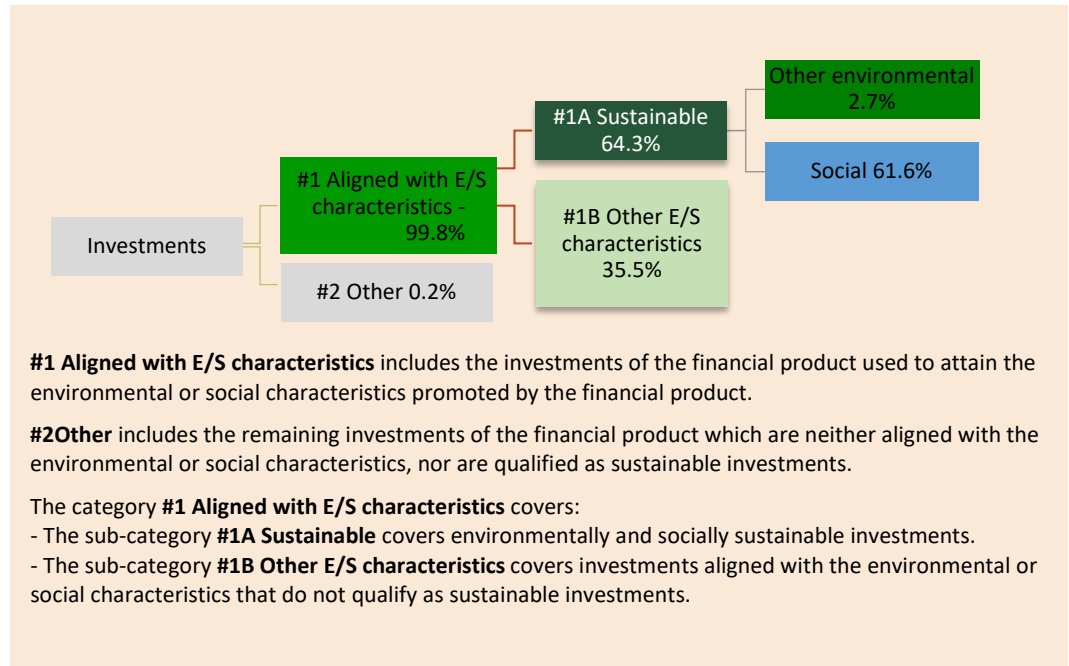 Other environmental
2.7%
#1A Sustainable
64.3%
Social 61.6%
#1 Aligned with E/S
characteristics -
99.8%
#1B Other E/S
characteristics
35.5%
Investments
#2 Other 0.2%
#1 Aligned with E/S characteristics includes the investments of the financial product used to attain the
environmental or social characteristics promoted by the financial product.
#2Other includes the remaining investments of the financial product which are neither aligned with the
environmental or social characteristics, nor are qualified as sustainable investments.
The category #1 Aligned with E/S characteristics covers:
- The sub-category #1A Sustainable covers environmentally and socially sustainable investments.
- The sub-category #1B Other E/S characteristics covers investments aligned with the environmental or
social characteristics that do not qualify as sustainable investments.